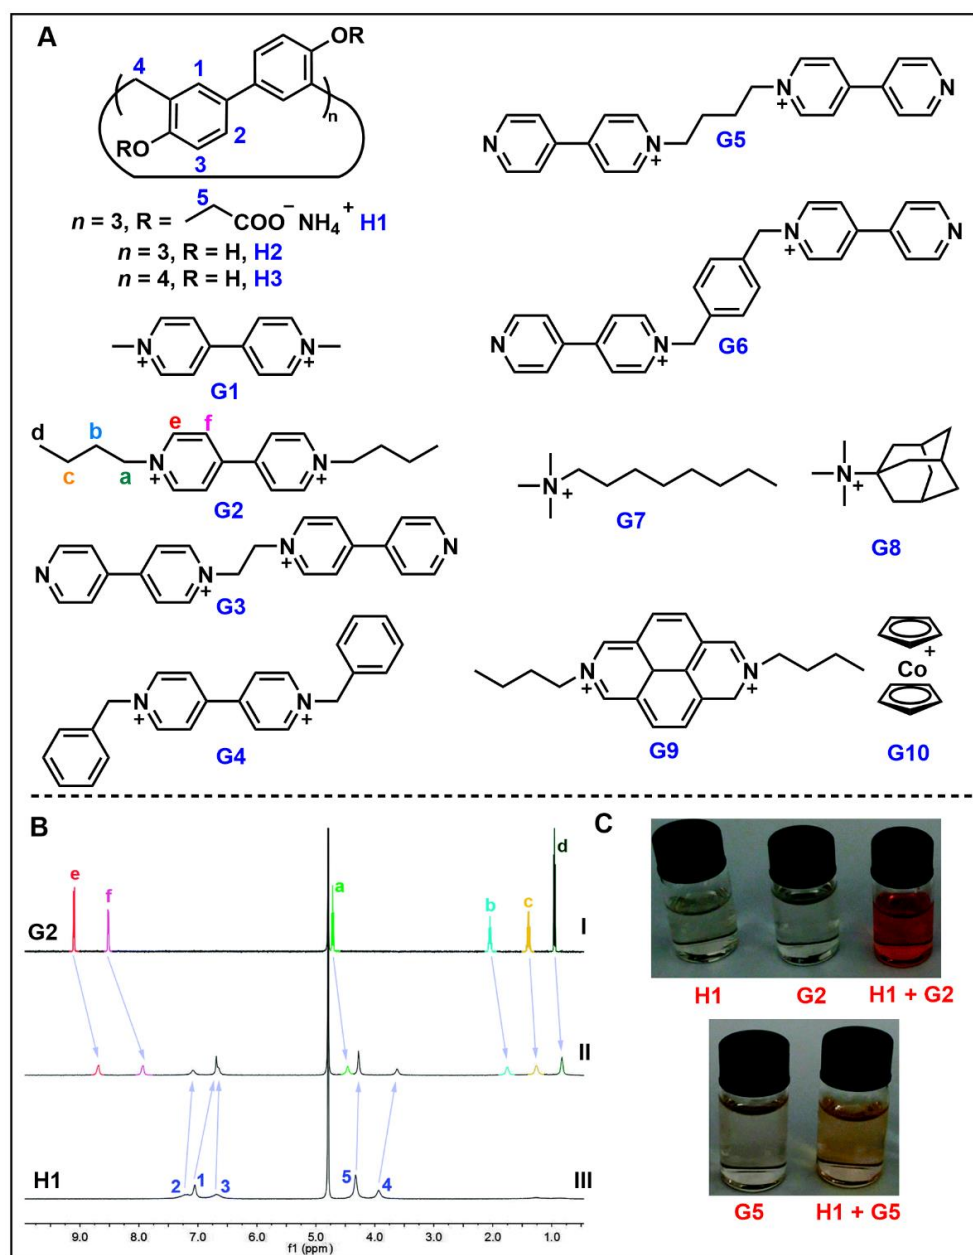 A
OR
4
1
n
RO
2
3
5
n = 3, R = COO⁻ NH₄⁺ H1
n = 3, R = H, H2
n = 4, R = H, H3
N + N +
G1
d b e f
c a N + N +
G2
N N + N + N
G3
N + N +
G4
N N + N + N
G5
N N + N + N
G6
N +
G7
N +
G8
N + N +
G9
+
Co
G10
B
e f a b c d
G2 I
II
H1 2 1 3 5 4 III
9.0 8.0 7.0 6.0 5.0 4.0 3.0 2.0 1.0
f1 (ppm)
C
H1 G2 H1 + G2
G5 H1 + G5